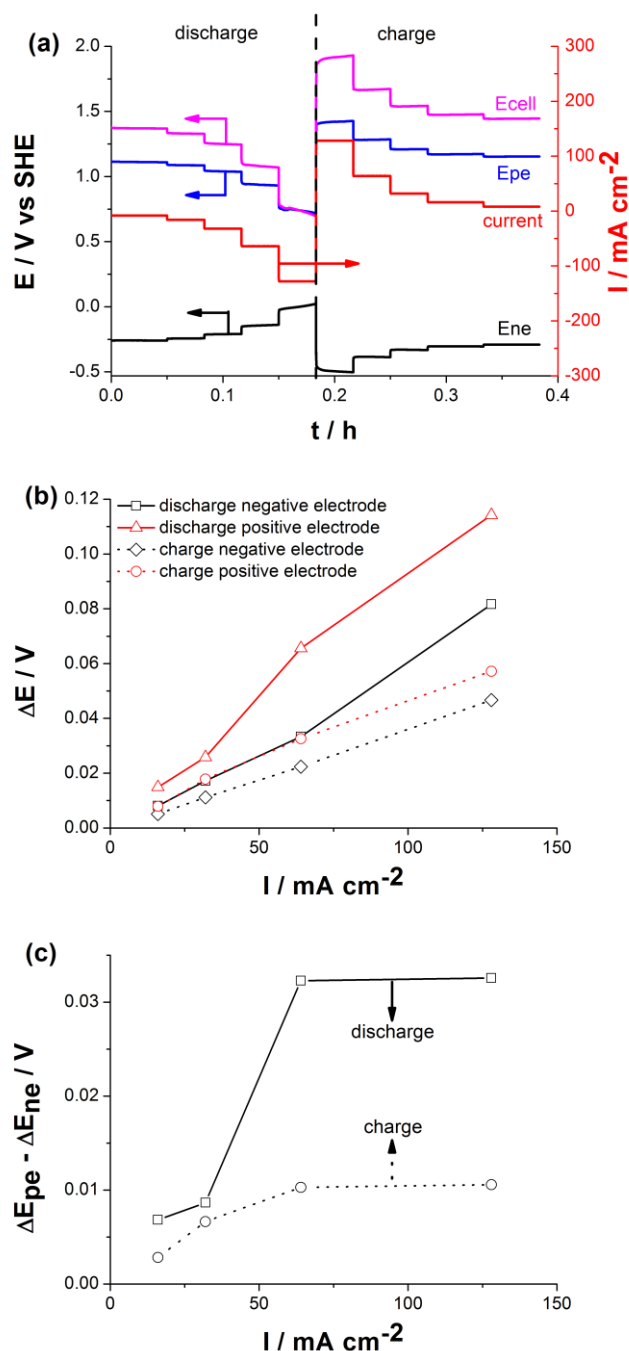 (a)
discharge
charge
2.0
1.5
1.0
0.5
0.0
-0.5
E / V vs SHE
300
200
100
0
-100
-200
-300
I / mA cm-2
Ecell
Epe
current
Ene
0.0
0.1
0.2
0.3
0.4
t / h
(b)
discharge negative electrode
discharge positive electrode
charge negative electrode
charge positive electrode
0.12
0.10
0.08
0.06
0.04
0.02
0.00
ΔE / V
0
50
100
150
I / mA cm-2
(c)
0.03
0.02
0.01
0.00
ΔEpe - ΔEne / V
discharge
charge
0
50
100
150
I / mA cm-2